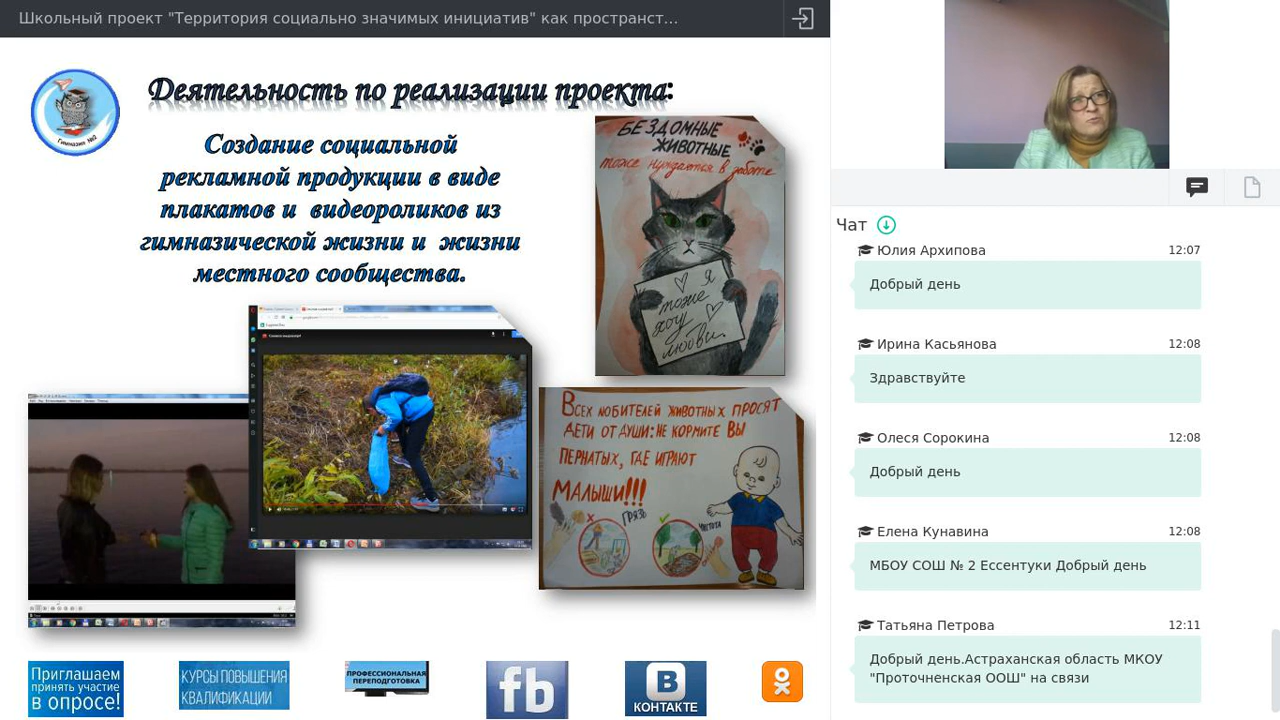 Школьный проект "Территория социально значимых инициатив" как пространст...
Гимназия №2
Деятельность по реализации проекта:
Создание социальной
рекламной продукции в виде
плакатов и видеороликов из
гимназической жизни и жизни
местного сообщества.
БЕЗДОМНЫЕ
ЖИВОТНЫЕ
тоже нуждаются в заботе
я
тоже
хочу
любви.
Всех любителей животных просят
дети от души: не кормите вы
пернатых, где играют
малыши!!!
грязь
чистота
Приглашаем
принять участие
в опросе!
КУРСЫ ПОВЫШЕНИЯ
КВАЛИФИКАЦИИ
ПРОФЕССИОНАЛЬНАЯ
ПЕРЕПОДГОТОВКА
fb
В
КОНТАКТЕ
Чат
Юлия Архипова 12:07
Добрый день
Ирина Касьянова 12:08
Здравствуйте
Олеся Сорокина 12:08
Добрый день
Елена Кунавина 12:08
МБОУ СОШ № 2 Ессентуки Добрый день
Татьяна Петрова 12:11
Добрый день.Астраханская область МКОУ
"Проточненская ООШ" на связи